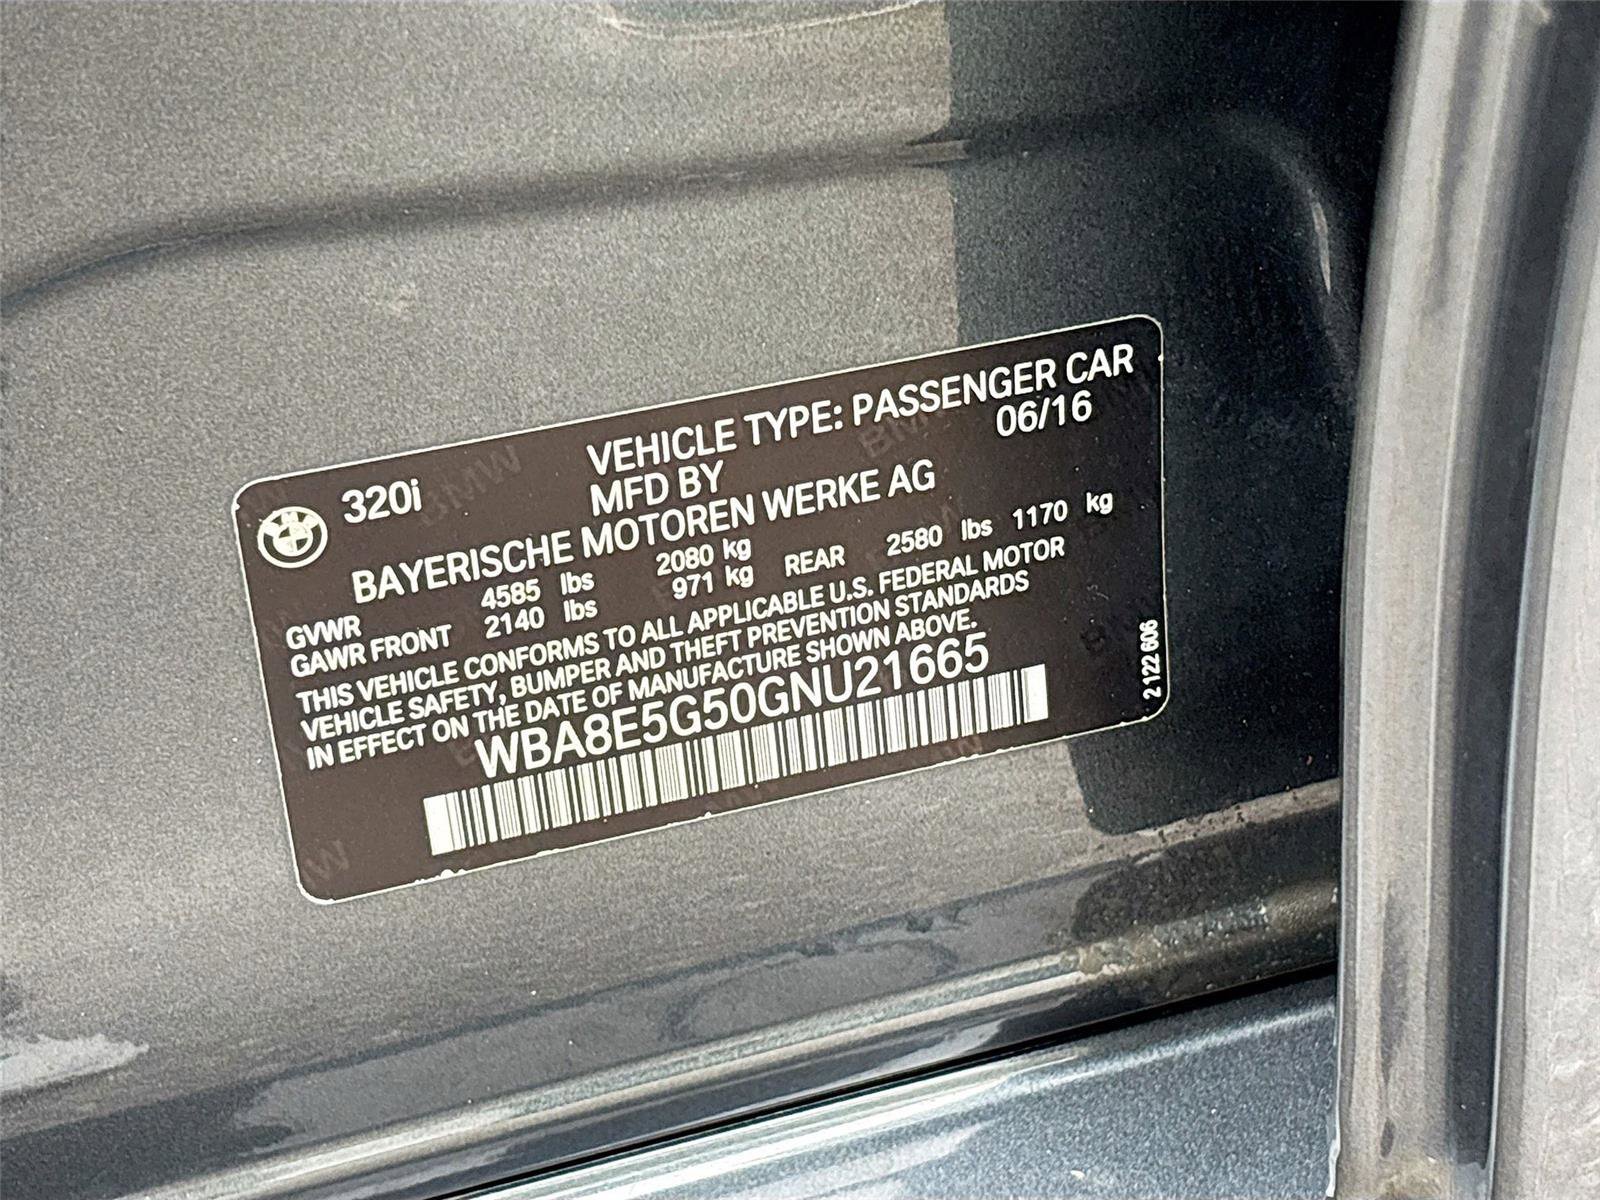 320i
VEHICLE TYPE: PASSENGER CAR
MFD BY 06/16
BAYERISCHE MOTOREN WERKE AG
GVWR 4585 lbs 2080 kg
GAWR FRONT 2140 lbs 971 kg REAR 2580 lbs 1170 kg
THIS VEHICLE CONFORMS TO ALL APPLICABLE U.S. FEDERAL MOTOR
VEHICLE SAFETY, BUMPER AND THEFT PREVENTION STANDARDS
IN EFFECT ON THE DATE OF MANUFACTURE SHOWN ABOVE.
WBA8E5G50GNU21665
2 122 606